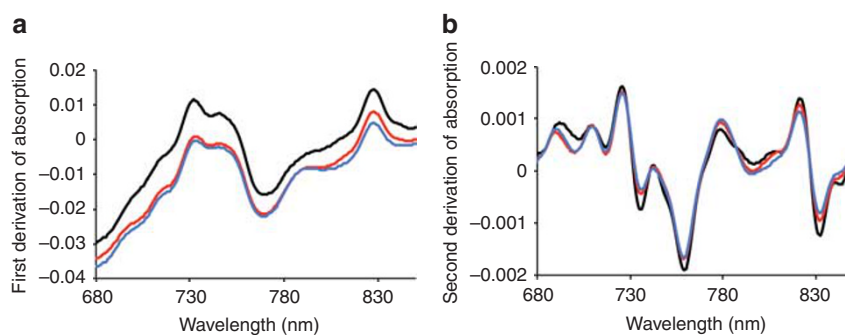 a
First derivation of absorption
0.02
0.01
0
−0.01
−0.02
−0.03
−0.04
680 730 780 830
Wavelength (nm)
b
Second derivation of absorption
0.002
0.001
0
−0.001
−0.002
680 730 780 830
Wavelength (nm)